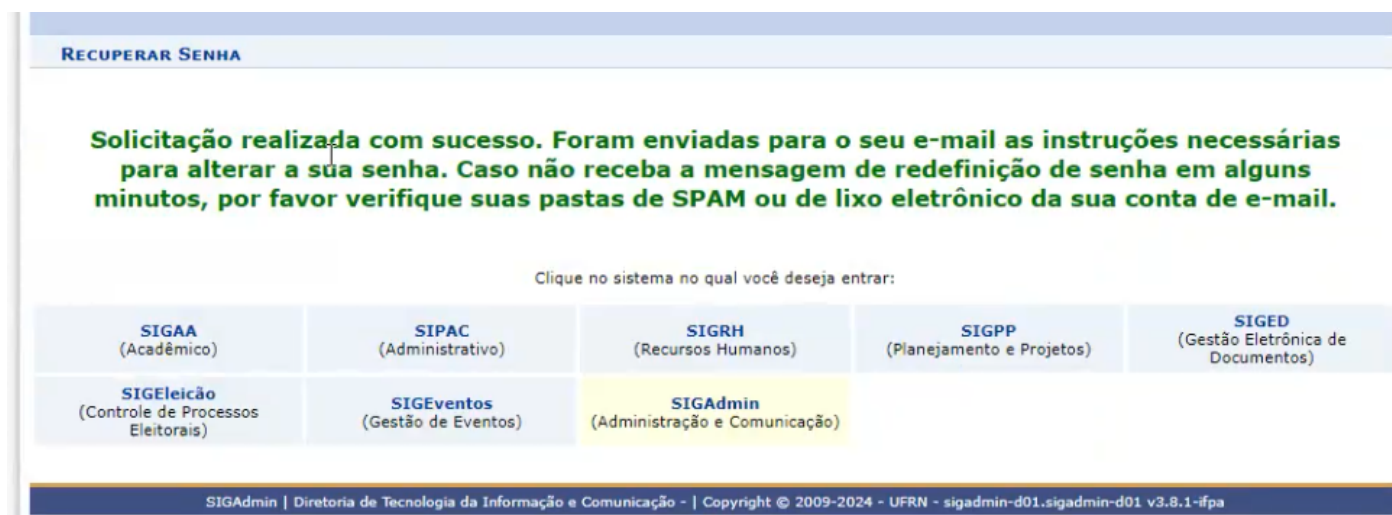 RECUPERAR SENHA
Solicitação realizada com sucesso. Foram enviadas para o seu e-mail as instruções necessárias
para alterar a sua senha. Caso não receba a mensagem de redefinição de senha em alguns
minutos, por favor verifique suas pastas de SPAM ou de lixo eletrônico da sua conta de e-mail.
Clique no sistema no qual você deseja entrar:
SIGAA
(Acadêmico)
SIPAC
(Administrativo)
SIGRH
(Recursos Humanos)
SIGPP
(Planejamento e Projetos)
SIGED
(Gestão Eletrônica de
Documentos)
SIGEleicão
(Controle de Processos
Eleitorais)
SIGEventos
(Gestão de Eventos)
SIGAdmin
(Administração e Comunicação)
SIGAdmin | Diretoria de Tecnologia da Informação e Comunicação - | Copyright © 2009-2024 - UFRN - sigadmin-d01.sigadmin-d01 v3.8.1-ifpa